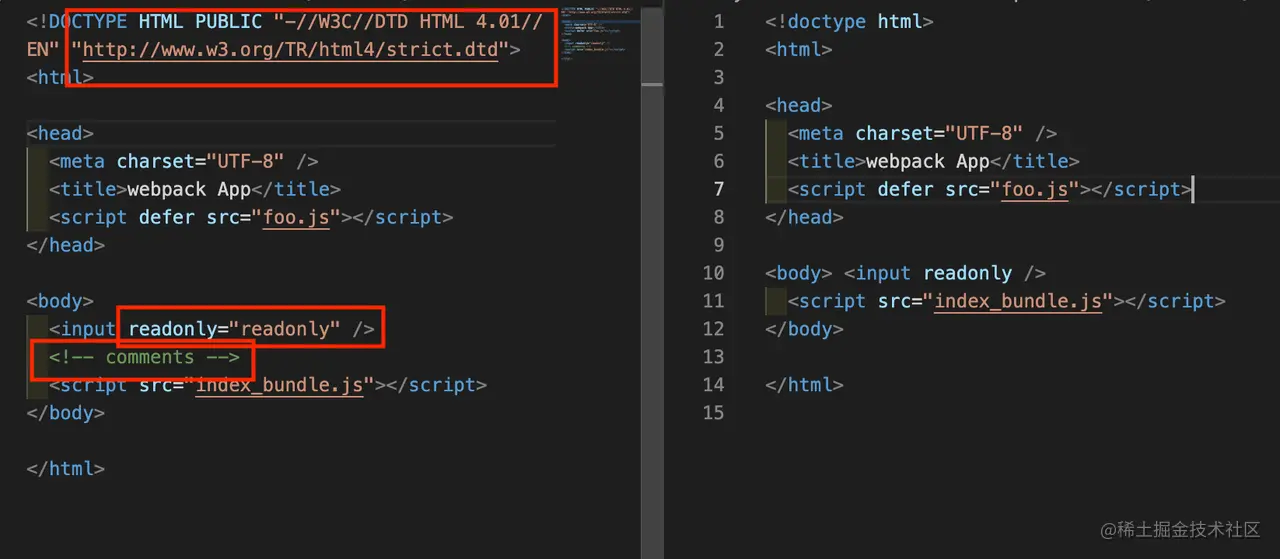 <!DOCTYPE HTML PUBLIC "-//W3C//DTD HTML 4.01//
EN" "http://www.w3.org/TR/html4/strict.dtd">
<html>
<head>
<meta charset="UTF-8" />
<title>webpack App</title>
<script defer src="foo.js"></script>
</head>
<body>
<input readonly="readonly" />
<!-- comments -->
<script src="index_bundle.js"></script>
</body>
</html>
1 <!doctype html>
2 <html>
3
4 <head>
5 <meta charset="UTF-8" />
6 <title>webpack App</title>
7 <script defer src="foo.js"></script>
8 </head>
9
10 <body> <input readonly />
11 <script src="index_bundle.js"></script>
12 </body>
13
14 </html>
15
@稀土掘金技术社区